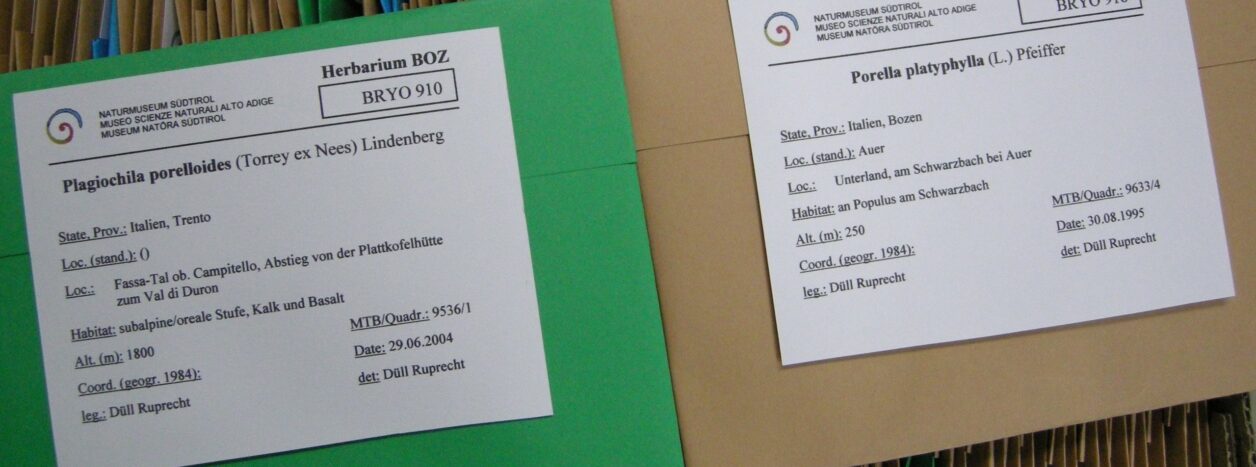 Herbarium BOZ
NATURMUSEUM SÜDTIROL
MUSEO SCIENZE NATURALI ALTO ADIGE
MUSEUM NATÖRA SÜDTIROL
BRYO 910
Plagiochila porelloides (Torrey ex Nees) Lindenberg
State, Prov.: Italien, Trento
Loc. (stand.): ()
Loc.: Fassa-Tal ob. Campitello, Abstieg von der Plattkofelhütte
zum Val di Duron
Habitat: subalpine/oreale Stufe, Kalk und Basalt
MTB/Quadr.: 9536/1
Alt. (m): 1800
Date: 29.06.2004
Coord. (geogr. 1984):
det: Düll Ruprecht
leg.: Düll Ruprecht
NATURMUSEUM SÜDTIROL
MUSEO SCIENZE NATURALI ALTO ADIGE
MUSEUM NATÖRA SÜDTIROL
BRYO 910
Porella platyphylla (L.) Pfeiffer
State, Prov.: Italien, Bozen
Loc. (stand.): Auer
Loc.: Unterland, am Schwarzbach bei Auer
Habitat: an Populus am Schwarzbach
MTB/Quadr.: 9633/4
Alt. (m): 250
Date: 30.08.1995
Coord. (geogr. 1984):
det: Düll Ruprecht
leg.: Düll Ruprecht